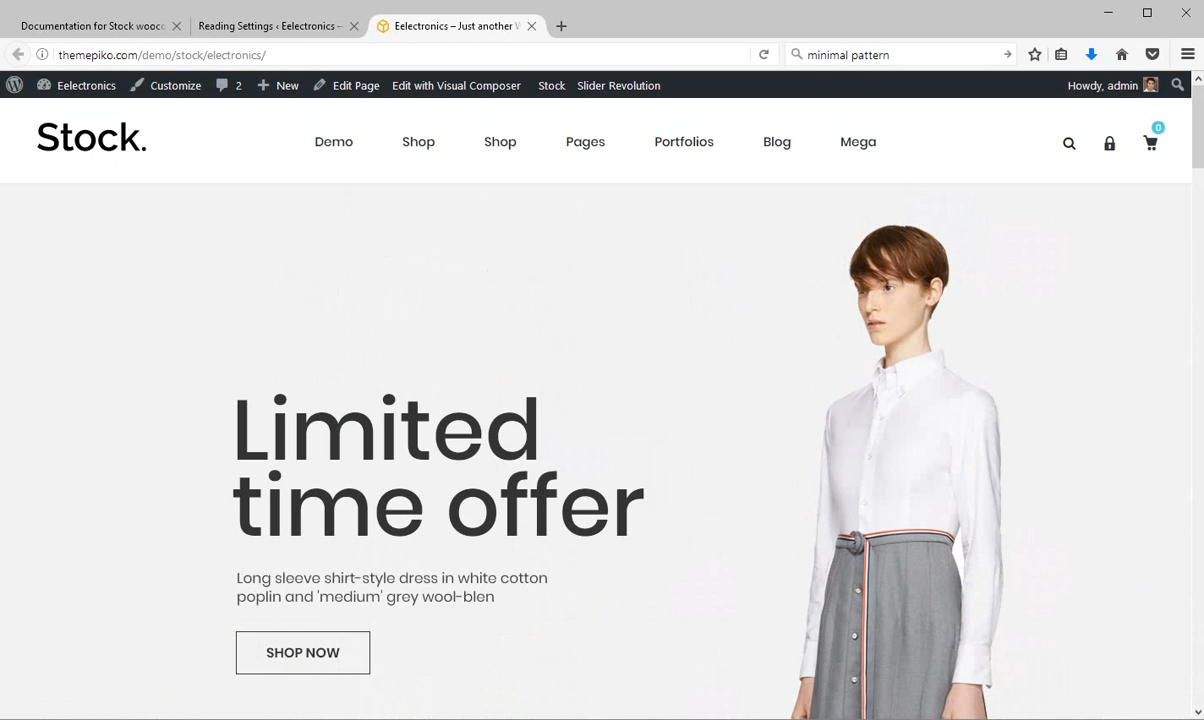 Documentation for Stock wooco
Reading Settings ‹ Eelectronics –
Eelectronics – Just another W
themepiko.com/demo/stock/electronics/
minimal pattern
Eelectronics Customize 2 New Edit Page Edit with Visual Composer Stock Slider Revolution Howdy, admin
0
Stock. Demo Shop Shop Pages Portfolios Blog Mega
Limited
time offer
Long sleeve shirt-style dress in white cotton
poplin and 'medium' grey wool-blen
SHOP NOW